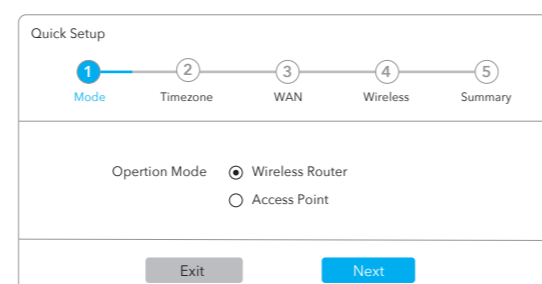 Quick Setup
1 2 3 4 5
Mode Timezone WAN Wireless Summary
Opertion Mode Wireless Router
Access Point
Exit Next